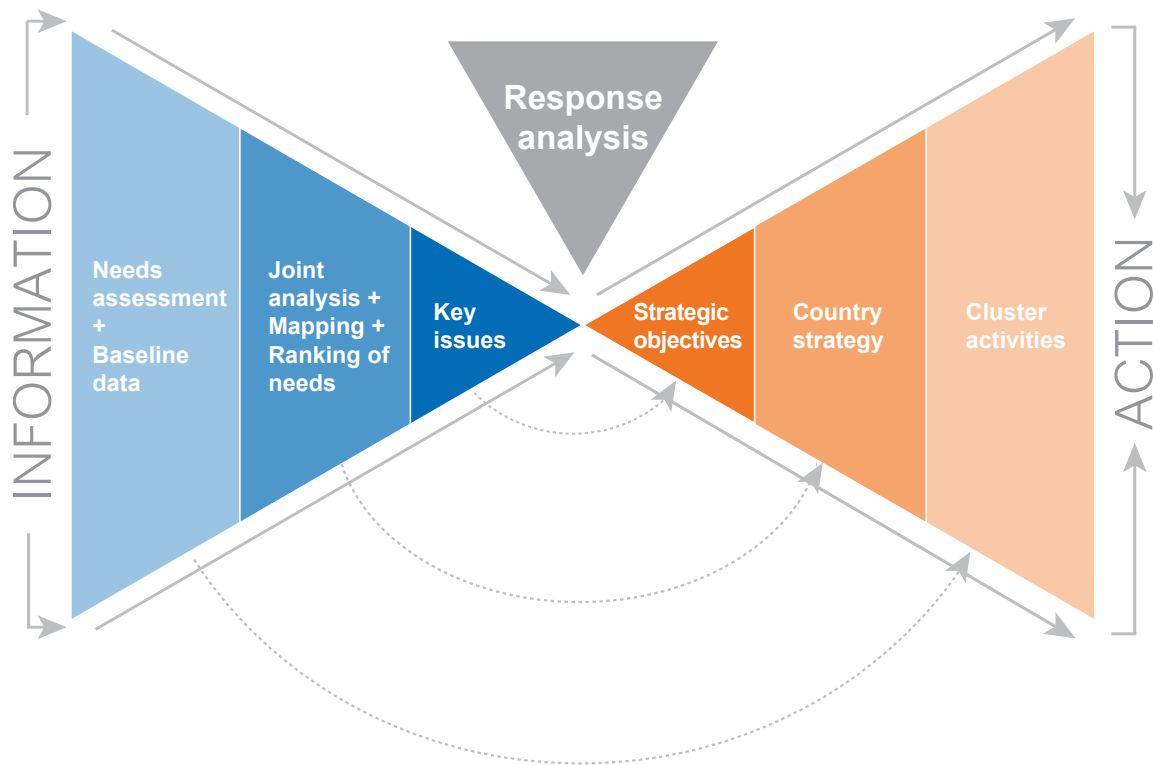 INFORMATION
Needs
assessment
+
Baseline
data
Joint
analysis +
Mapping +
Ranking of
needs
Key
issues
Response
analysis
Strategic
objectives
Country
strategy
Cluster
activities
ACTION